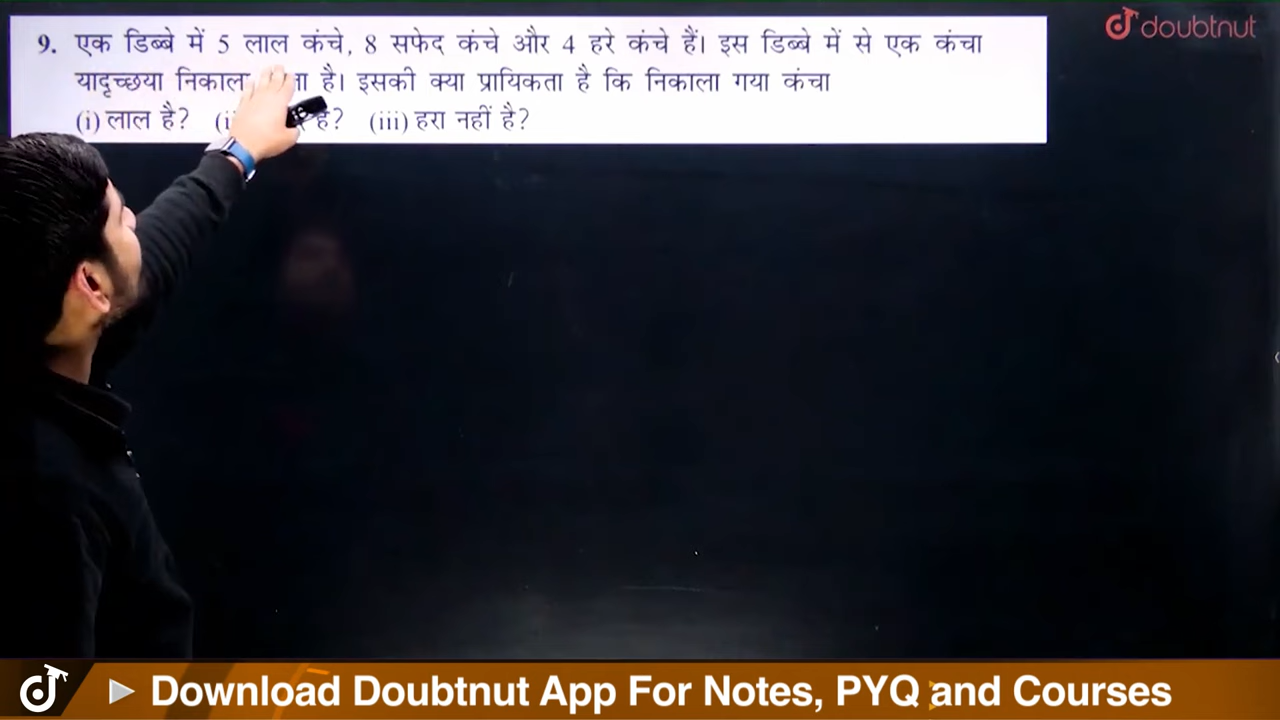 9. एक डिब्बे में 5 लाल कंचे, 8 सफेद कंचे और 4 हरे कंचे हैं। इस डिब्बे में से एक कंचा
यादृच्छया है। इसकी क्या प्रायिकता है कि निकाला गया कंचा
(i) लाल है? है? (iii) हरा नहीं है?
doubtnut
Download Doubtnut App For Notes, PYQ and Courses